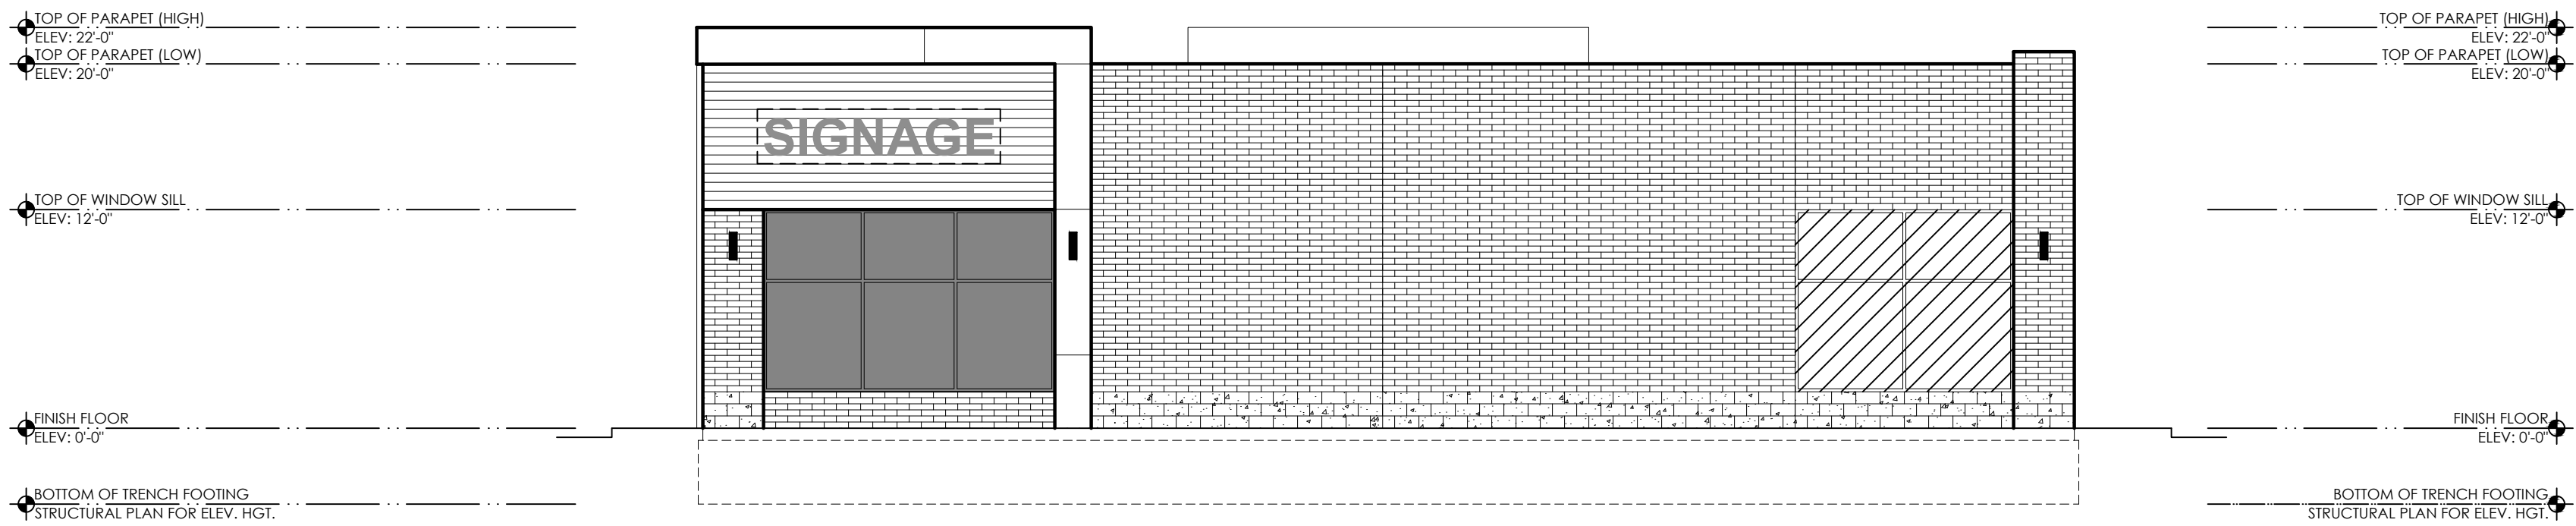 TOP OF PARAPET (HIGH)
ELEV: 22'-0"
TOP OF PARAPET (LOW)
ELEV: 20'-0"
TOP OF WINDOW SILL
ELEV: 12'-0"
FINISH FLOOR
ELEV: 0'-0"
BOTTOM OF TRENCH FOOTING
STRUCTURAL PLAN FOR ELEV. HGT.
SIGNAGE
TOP OF PARAPET (HIGH)
ELEV: 22'-0"
TOP OF PARAPET (LOW)
ELEV: 20'-0"
TOP OF WINDOW SILL
ELEV: 12'-0"
FINISH FLOOR
ELEV: 0'-0"
BOTTOM OF TRENCH FOOTING
STRUCTURAL PLAN FOR ELEV. HGT.